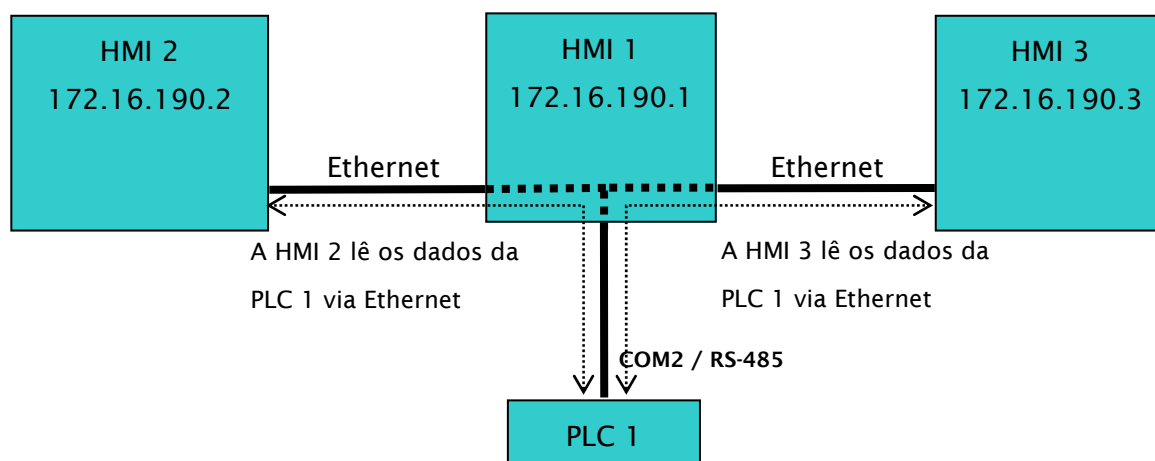 HMI 2
172.16.190.2
HMI 1
172.16.190.1
HMI 3
172.16.190.3
Ethernet
Ethernet
A HMI 2 lê os dados da
PLC 1 via Ethernet
A HMI 3 lê os dados da
PLC 1 via Ethernet
COM2 / RS-485
PLC 1